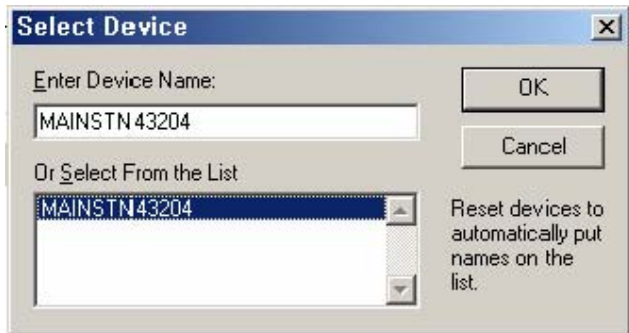 Select Device
Enter Device Name:
OK
MAINSTN 43204
Cancel
Or Select From the List
MAINSTN 43204
Reset devices to
automatically put
names on the
list.